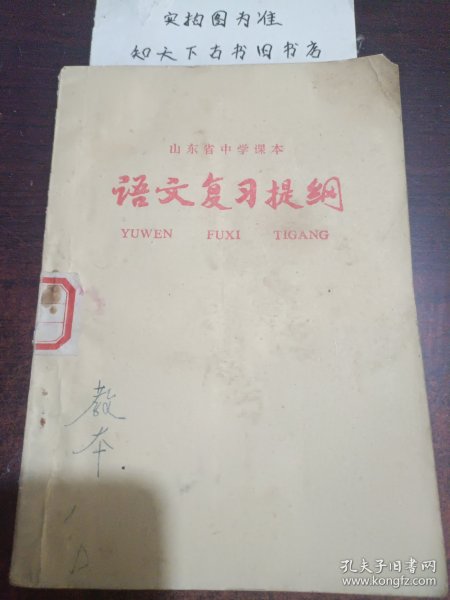 实拍图为准
知天下古书旧书店
山东省中学课本
语文复习提纲
YUWEN FUXI TIGANG
教
本
孔夫子旧书网
www.kongfz.com